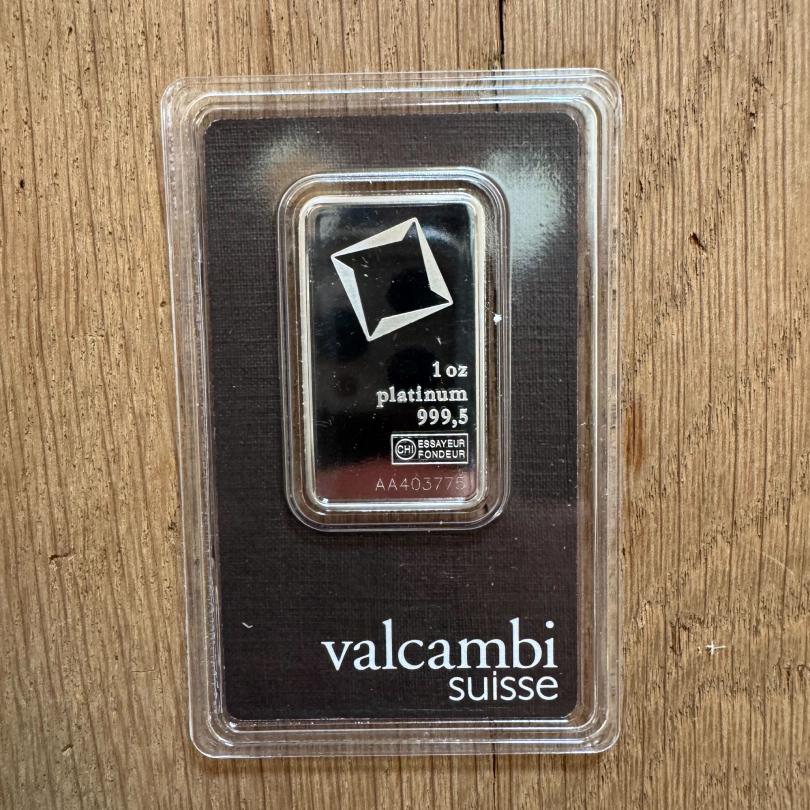 1 oz
platinum
999,5
CHI ESSAYEUR
FONDEUR
AA403775
valcambi
suisse